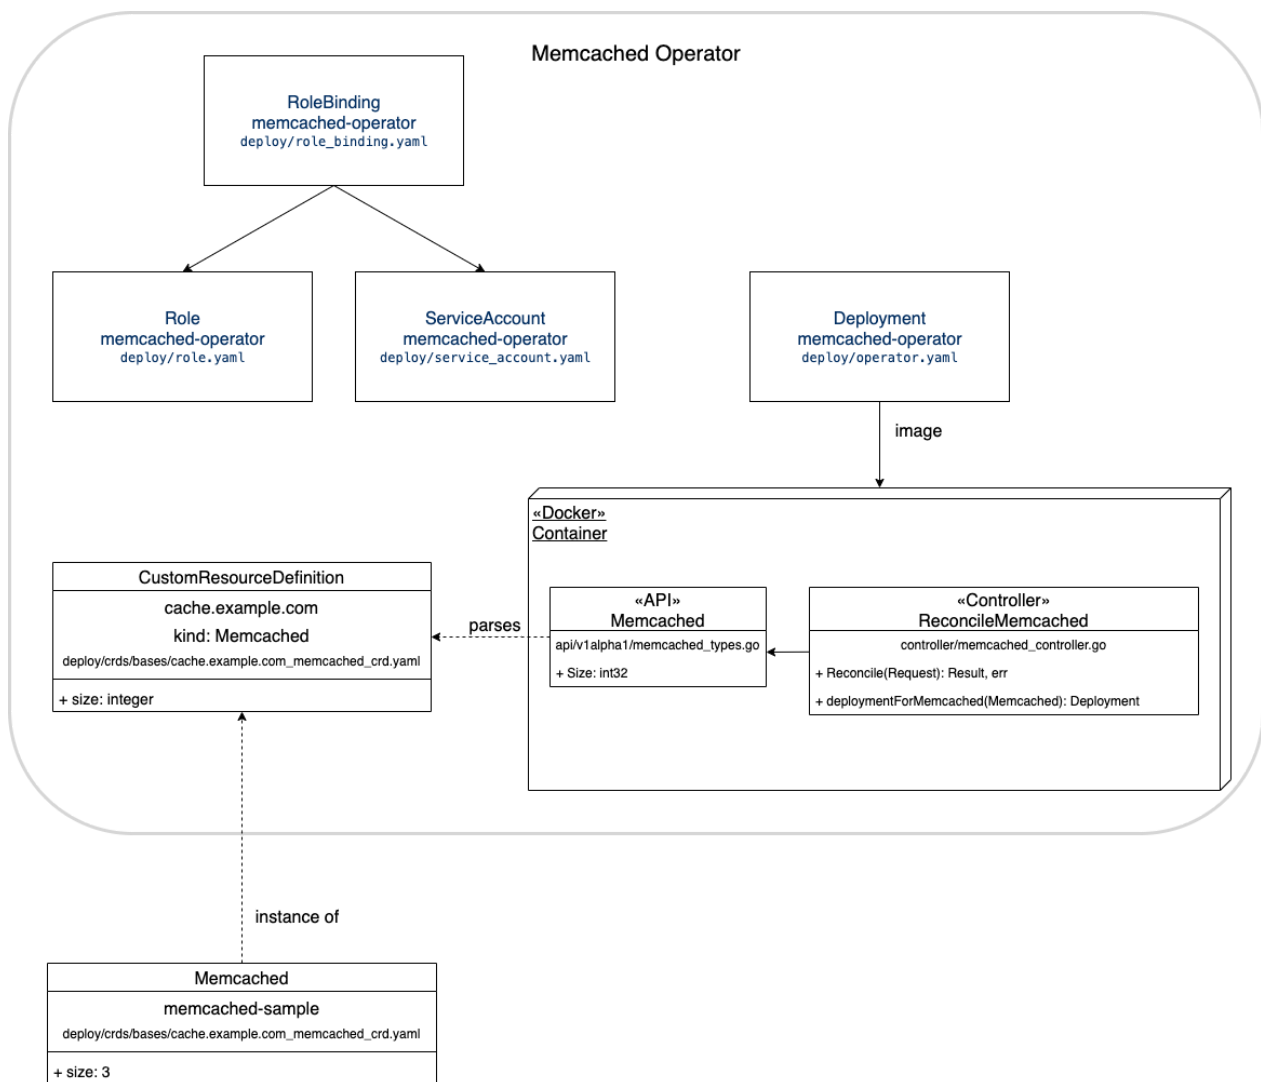 Memcached Operator
RoleBinding
memcached-operator
deploy/role_binding.yaml
Role
memcached-operator
deploy/role.yaml
ServiceAccount
memcached-operator
deploy/service_account.yaml
Deployment
memcached-operator
deploy/operator.yaml
image
«Docker»
Container
CustomResourceDefinition
cache.example.com
kind: Memcached
deploy/crds/bases/cache.example.com_memcached_crd.yaml
+ size: integer
parses
«API»
Memcached
api/v1alpha1/memcached_types.go
+ Size: int32
«Controller»
ReconcileMemcached
controller/memcached_controller.go
+ Reconcile(Request): Result, err
+ deploymentForMemcached(Memcached): Deployment
instance of
Memcached
memcached-sample
deploy/crds/bases/cache.example.com_memcached_crd.yaml
+ size: 3